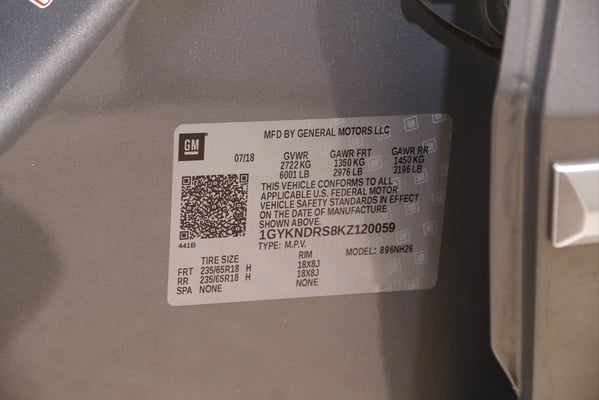 MFD BY GENERAL MOTORS LLC
GM
07/18 GVWR GAWR FRT GAWR RR
2722 KG 1350 KG 1450 KG
6001 LB 2976 LB 3196 LB
THIS VEHICLE CONFORMS TO ALL
APPLICABLE U.S. FEDERAL MOTOR
VEHICLE SAFETY STANDARDS IN EFFECT
ON THE DATE OF MANUFACTURE
SHOWN ABOVE.
1GYKNDRS8KZ120059
441B
TYPE: M.P.V. MODEL: 896NH26
TIRE SIZE RIM
FRT 235/65R18 H 18X8J
RR 235/65R18 H 18X8J
SPA NONE NONE